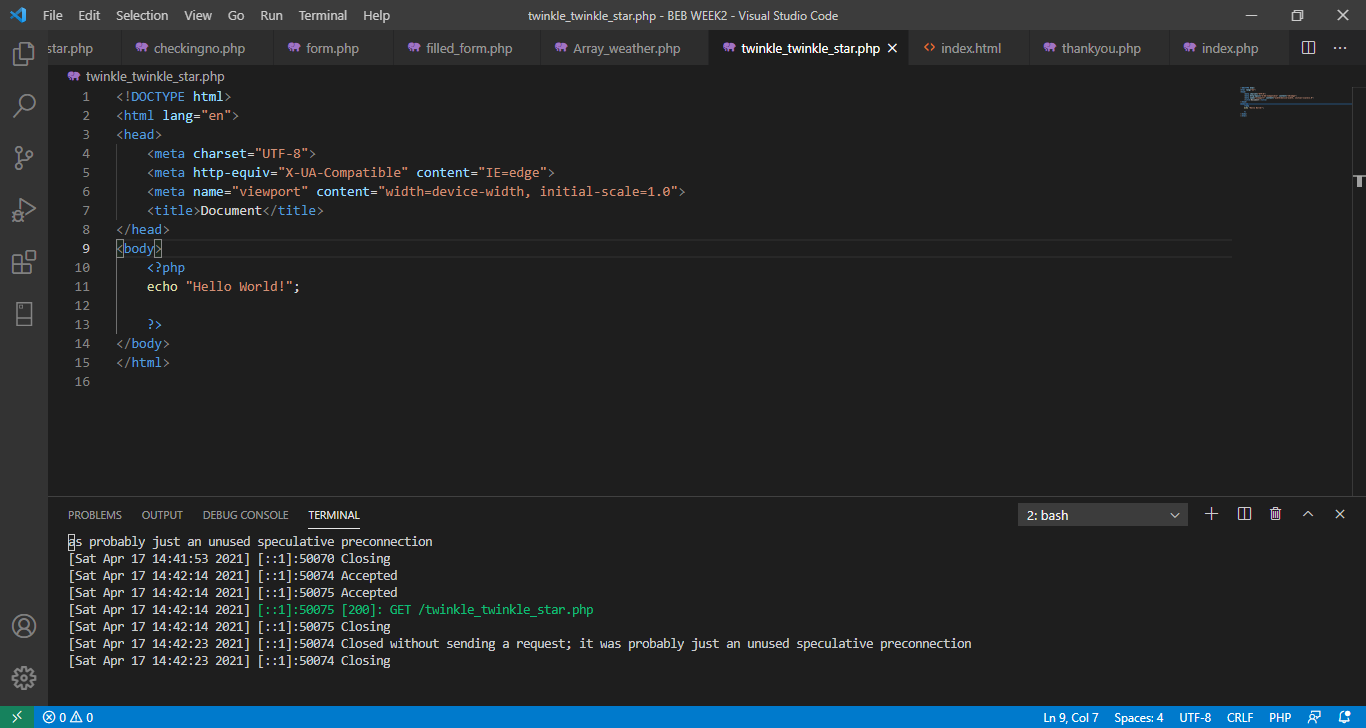 File Edit Selection View Go Run Terminal Help twinkle_twinkle_star.php - BEB WEEK2 - Visual Studio Code
star.php checkingno.php form.php filled_form.php Array_weather.php twinkle_twinkle_star.php index.html thankyou.php index.php
twinkle_twinkle_star.php
1 <!DOCTYPE html>
2 <html lang="en">
3 <head>
4 <meta charset="UTF-8">
5 <meta http-equiv="X-UA-Compatible" content="IE=edge">
6 <meta name="viewport" content="width=device-width, initial-scale=1.0">
7 <title>Document</title>
8 </head>
9 <body>
10 <?php
11 echo "Hello World!";
12
13 ?>
14 </body>
15 </html>
16
PROBLEMS OUTPUT DEBUG CONSOLE TERMINAL 2: bash
as probably just an unused speculative preconnection
[Sat Apr 17 14:41:53 2021] [::1]:50070 Closing
[Sat Apr 17 14:42:14 2021] [::1]:50074 Accepted
[Sat Apr 17 14:42:14 2021] [::1]:50075 Accepted
[Sat Apr 17 14:42:14 2021] [::1]:50075 [200]: GET /twinkle_twinkle_star.php
[Sat Apr 17 14:42:14 2021] [::1]:50075 Closing
[Sat Apr 17 14:42:23 2021] [::1]:50074 Closed without sending a request; it was probably just an unused speculative preconnection
[Sat Apr 17 14:42:23 2021] [::1]:50074 Closing
0 0 Ln 9, Col 7 Spaces: 4 UTF-8 CRLF PHP